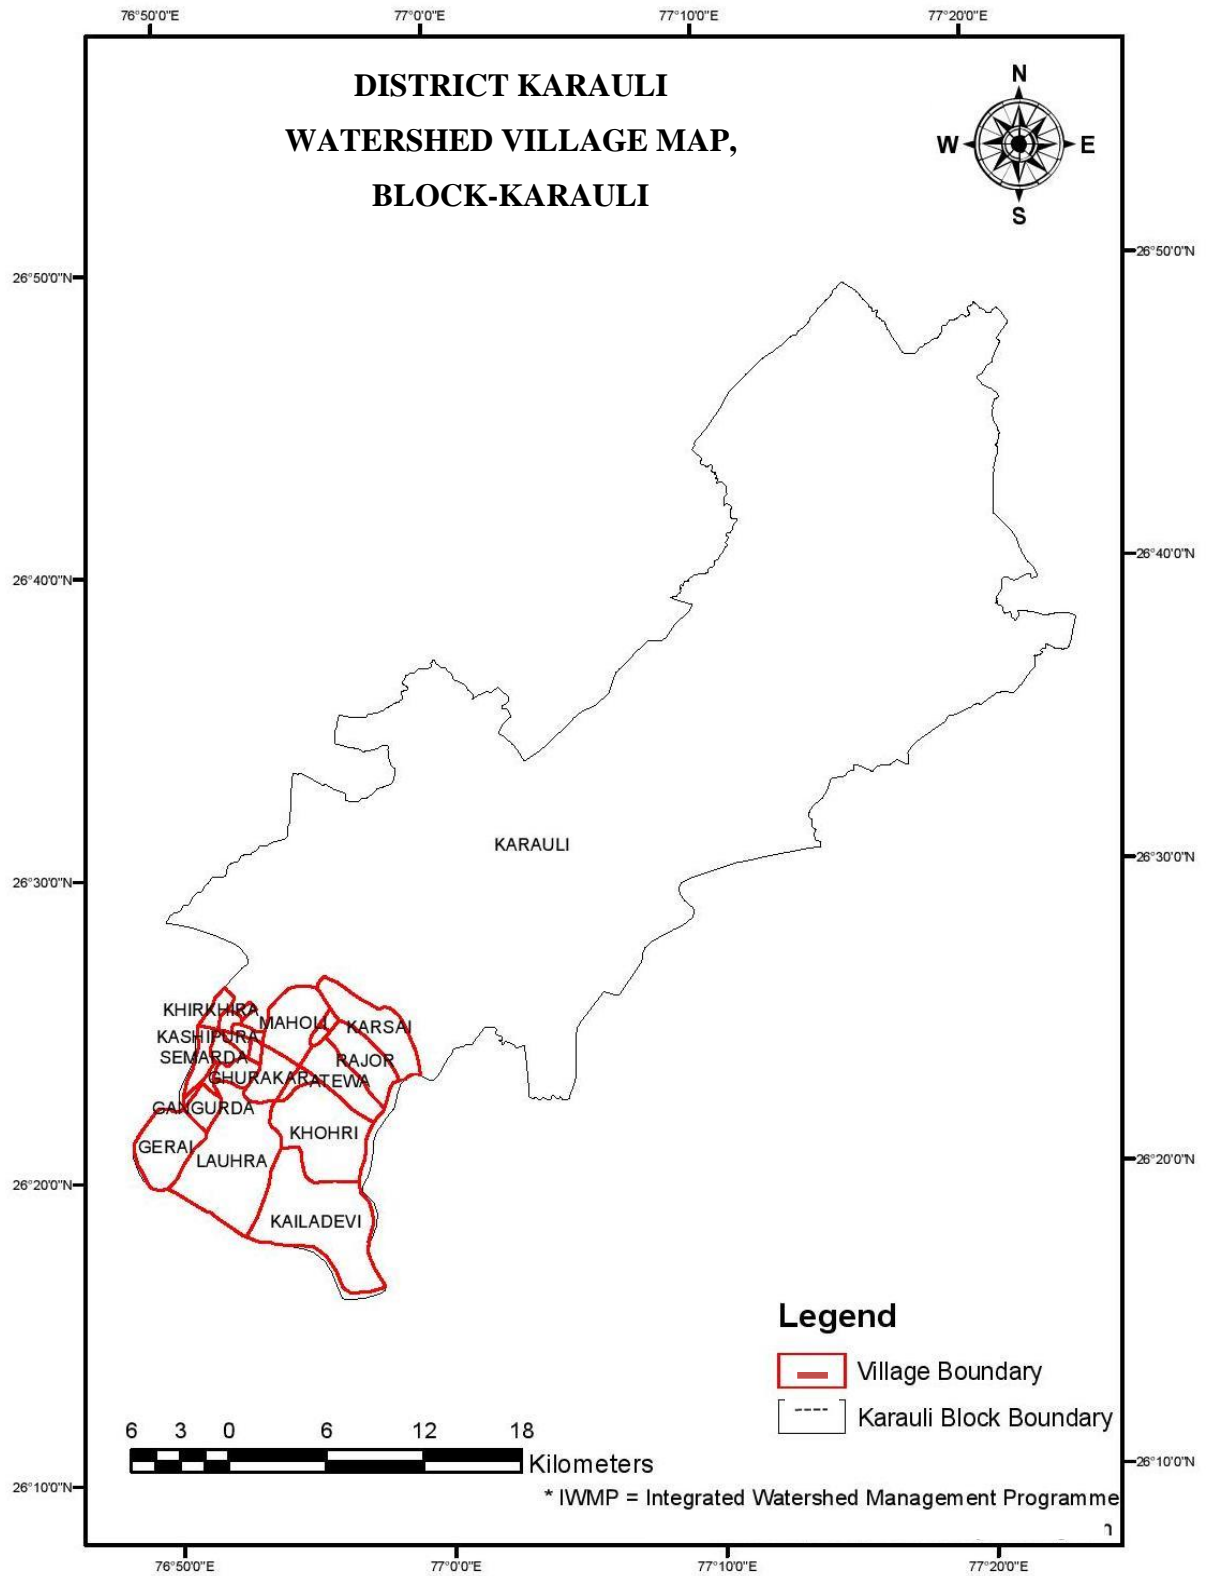 76°50'0"E 77°0'0"E 77°10'0"E 77°20'0"E
DISTRICT KARAULI
WATERSHED VILLAGE MAP,
BLOCK-KARAULI
N
W E
S
26°50'0"N
26°50'0"N
26°40'0"N
26°40'0"N
KARAULI
26°30'0"N
26°30'0"N
KHIRKHIRA
MAHOLI
KARSAI
KASHIPURA
SEMARDA
RAJOR
GHURAKAR
ATEWA
GANGURDA
KHOHRI
GERAI
LAUHRA
26°20'0"N
26°20'0"N
KAILADEVI
Legend
Village Boundary
Karauli Block Boundary
6 3 0 6 12 18
Kilometers
26°10'0"N
26°10'0"N
* IWMP = Integrated Watershed Management Programme
76°50'0"E 77°0'0"E 77°10'0"E 77°20'0"E